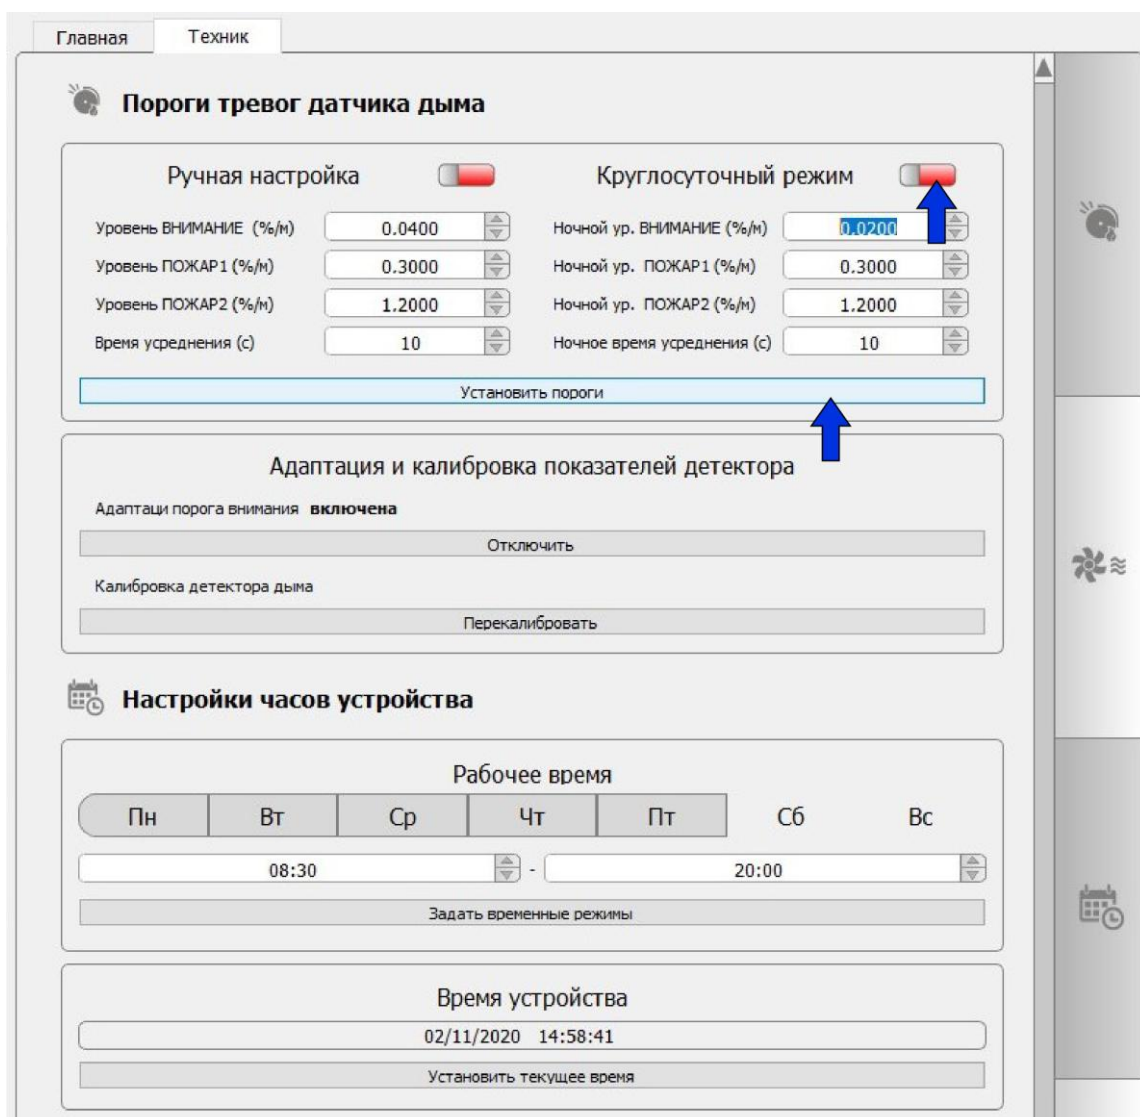 Главная Техник
Пороги тревог датчика дыма
Ручная настройка Круглосуточный режим
Уровень ВНИМАНИЕ (%/м) 0.0400 Ночной ур. ВНИМАНИЕ (%/м) 0.0200
Уровень ПОЖАР1 (%/м) 0.3000 Ночной ур. ПОЖАР1 (%/м) 0.3000
Уровень ПОЖАР2 (%/м) 1.2000 Ночной ур. ПОЖАР2 (%/м) 1.2000
Время усреднения (с) 10 Ночное время усреднения (с) 10
Установить пороги
Адаптация и калибровка показателей детектора
Адаптаци порога внимания включена
Отключить
Калибровка детектора дыма
Перекалибровать
Настройки часов устройства
Рабочее время
Пн Вт Ср Чт Пт Сб Вс
08:30 - 20:00
Задать временные режимы
Время устройства
02/11/2020 14:58:41
Установить текущее время